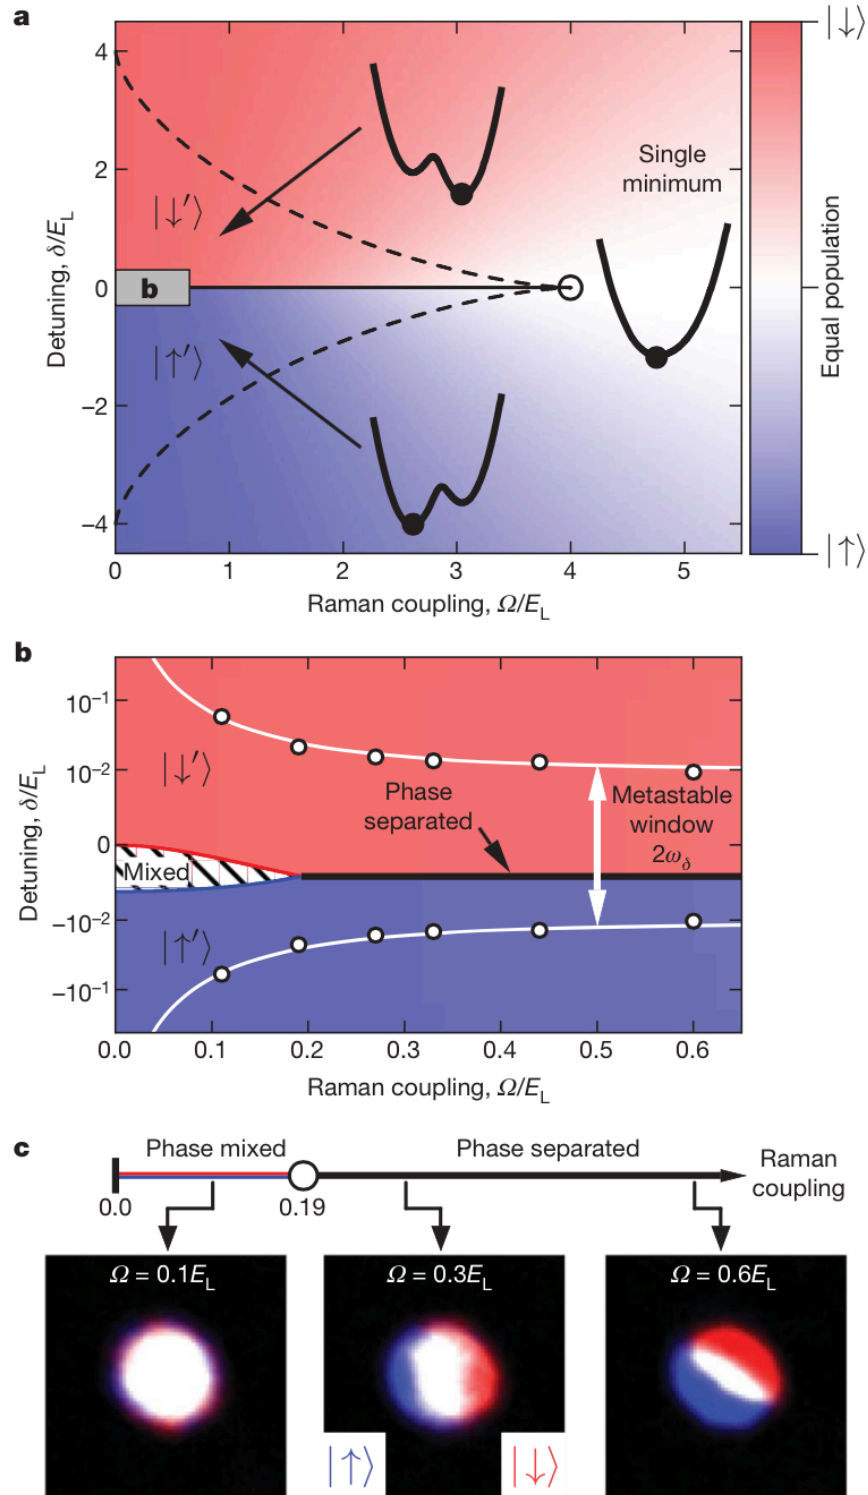 a
|↓⟩
4
2
0
−2
−4
Detuning, δ/E_L
Single
minimum
|↓′⟩
b
|↑′⟩
Equal population
|↑⟩
0
1
2
3
4
5
Raman coupling, Ω/E_L
b
10⁻¹
10⁻²
0
−10⁻²
−10⁻¹
Detuning, δ/E_L
|↓′⟩
Phase
separated
Metastable
window
2ω_δ
Mixed
|↑′⟩
0.0
0.1
0.2
0.3
0.4
0.5
0.6
Raman coupling, Ω/E_L
c
Phase mixed
Phase separated
Raman
coupling
0.0
0.19
Ω = 0.1E_L
Ω = 0.3E_L
Ω = 0.6E_L
|↑⟩
|↓⟩